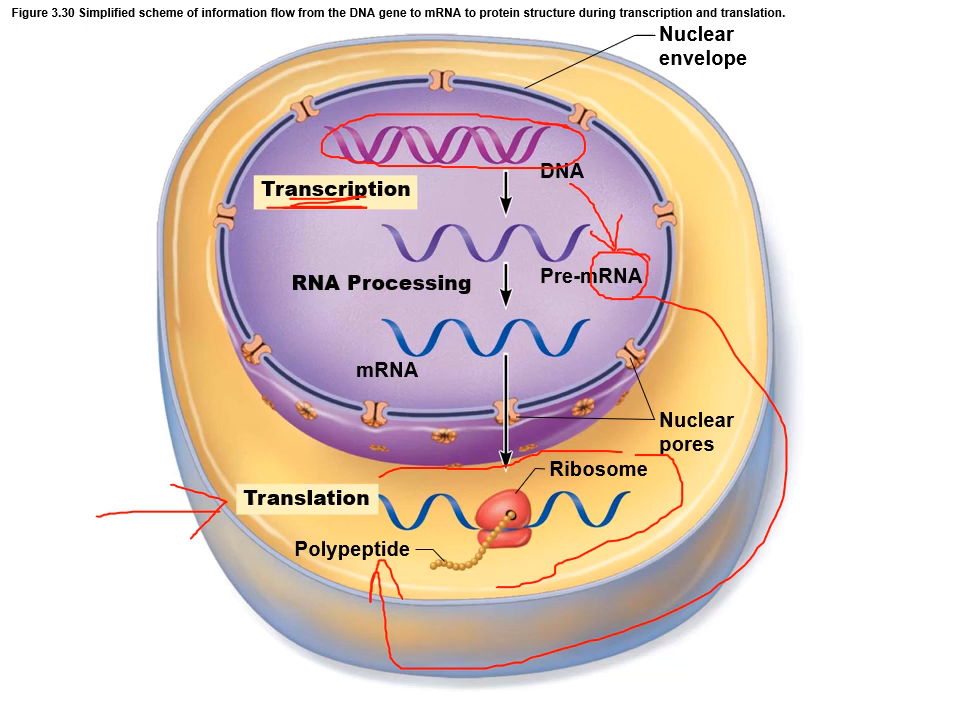 Figure 3.30 Simplified scheme of information flow from the DNA gene to mRNA to protein structure during transcription and translation.
Nuclear
envelope
DNA
Transcription
RNA Processing
Pre-mRNA
mRNA
Nuclear
pores
Ribosome
Translation
Polypeptide